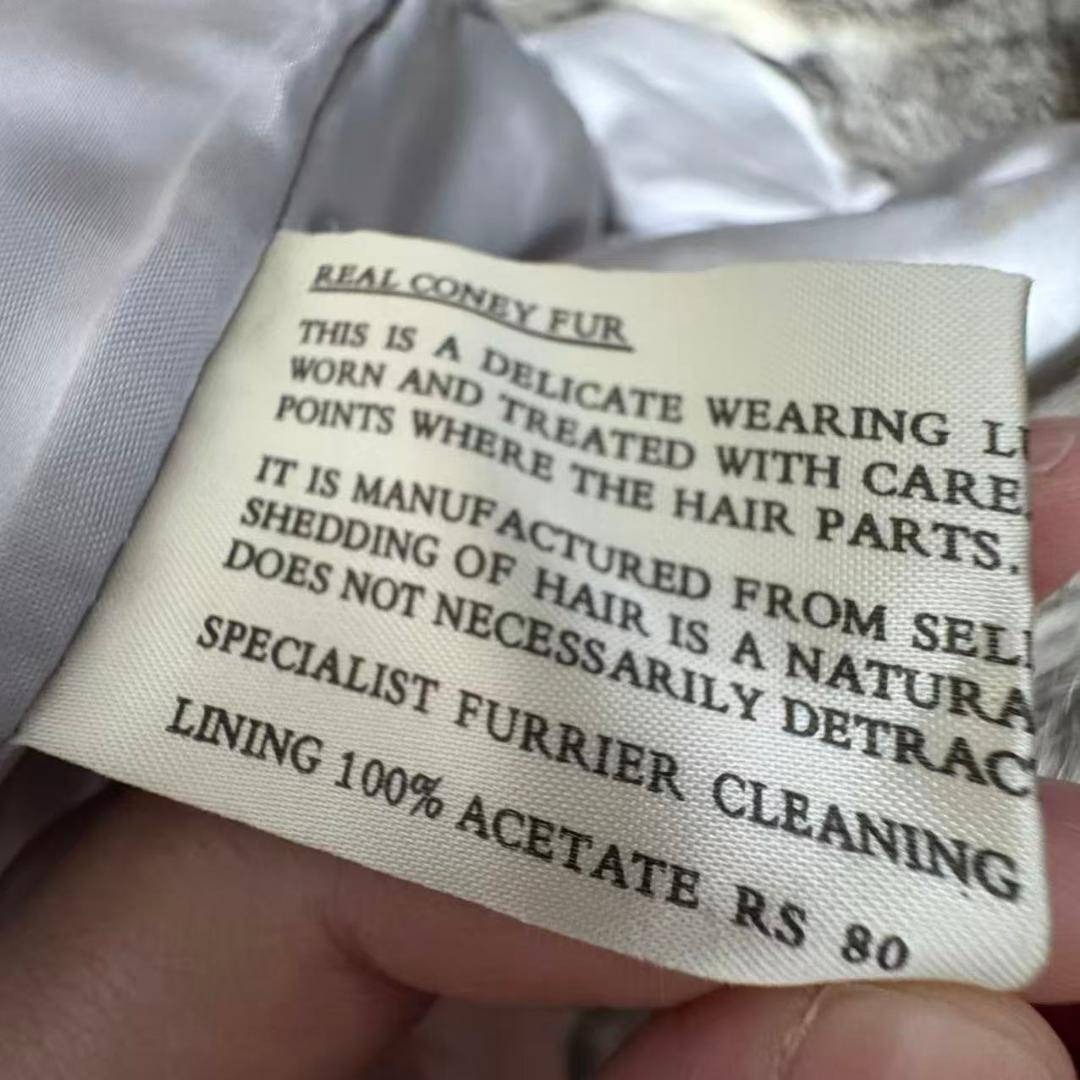 REAL CONEY FUR
THIS IS A DELICATE WEARING
WORN AND TREATED WITH CARE
POINTS WHERE THE HAIR PARTS.
IT IS MANUFACTURED FROM
SHEDDING OF HAIR IS A
DOES NOT NECESSARILY
SPECIALIST FURRIER CLEANING
LINING 100% ACETATE RS 80